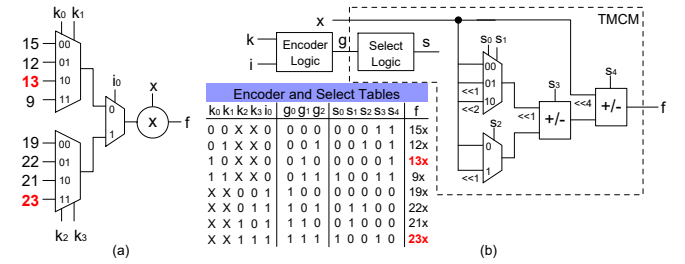 (a)
k0 k1
15
12
13
9
00
01
10
11
i0
0
1
x
X
f
19
22
21
23
00
01
10
11
k2 k3
(a)
x
TMCM
k
i
Encoder Logic
g
Select Logic
s
s0 s1
00
01
10
<<1
<<2
s2
0
1
<<1
<<1
s3
+/-
<<4
s4
+/-
f
Encoder and Select Tables
k0 k1 k2 k3 i0 g0 g1 g2 s0 s1 s2 s3 s4 f
0 0 X X 0 0 0 0 0 0 0 1 1 15x
0 1 X X 0 0 0 1 0 0 1 0 1 12x
1 0 X X 0 0 1 0 0 0 0 0 1 13x
1 1 X X 0 0 1 1 1 0 0 1 1 9x
X X 0 0 1 1 0 0 0 0 0 0 0 19x
X X 0 1 1 1 0 1 0 1 1 0 0 22x
X X 1 0 1 1 1 0 0 1 0 0 0 21x
X X 1 1 1 1 1 1 1 0 0 1 0 23x
(b)